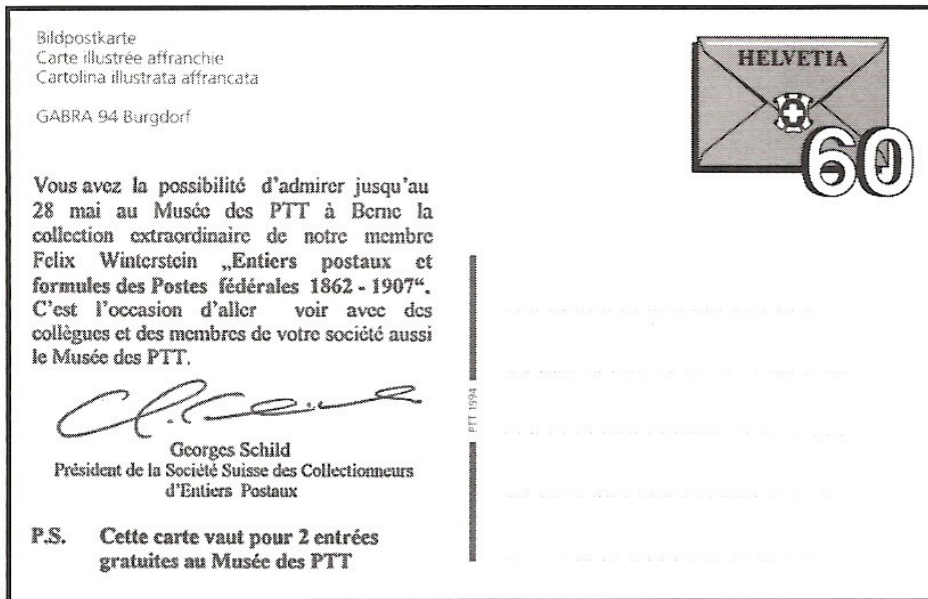 Bildpostkarte
Carte illustrée affranchie
Cartolina illustrata affrancata
GABRA 94 Burgdorf
HELVETIA
60
Vous avez la possibilité d'admirer jusqu'au
28 mai au Musée des PTT à Berne la
collection extraordinaire de notre membre
Felix Winterstein „Entiers postaux et
formules des Postes fédérales 1862 - 1907“.
C'est l'occasion d'aller voir avec des
collègues et des membres de votre société aussi
le Musée des PTT.
Georges Schild
Président de la Société Suisse des Collectionneurs
d'Entiers Postaux
P.S. Cette carte vaut pour 2 entrées
gratuites au Musée des PTT
PTT 1994